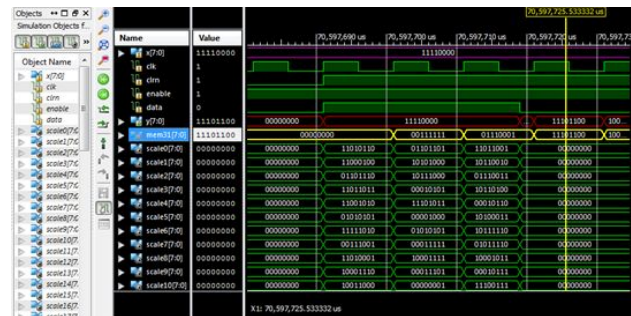 Objects
Simulation Objects f...
Object Name
x[7:0]
clk
clrn
enable
data
scale0[7:0
scale1[7:0
scale2[7:0
scale3[7:0
scale4[7:0
scale5[7:0
scale6[7:0
scale7[7:0
scale8[7:0
scale9[7:0
scale10[7:
scale11[7:
scale12[7:
scale13[7:
scale14[7:
scale15[7.
scale16[7.
70,597,725.533332 us
Name Value 70,597,690 us 70,597,700 us 70,597,710 us 70,597,720 us 70,597,73
x[7:0] 11110000 11110000
clk 1
clrn 1
enable 1
data 0
y[7:0] 11101100 00000000 11110000 11101100 100...
mem31[7:0] 11101100 00000000 00111111 01110001 11101100 100...
scale0[7:0] 00000000 00000000 11010110 01101101 11011001 00000000
scale1[7:0] 00000000 00000000 11000100 10101000 10110010 00000000
scale2[7:0] 00000000 00000000 01101110 10111000 01110011 00000000
scale3[7:0] 00000000 00000000 11011011 00010101 10110100 00000000
scale4[7:0] 00000000 00000000 11001010 11101011 00010110 00000000
scale5[7:0] 00000000 00000000 01010101 00001000 10100011 00000000
scale6[7:0] 00000000 00000000 11111010 10101011 01011110 00000000
scale7[7:0] 00000000 00000000 00111001 00011111 01011110 00000000
scale8[7:0] 00000000 00000000 11010001 10001111 10001011 00000000
scale9[7:0] 00000000 00000000 10001110 00011101 00010111 00000000
scale10[7:0] 00000000 00000000 10011000 00000001 11100111 00000000
X1: 70,597,725.533332 us